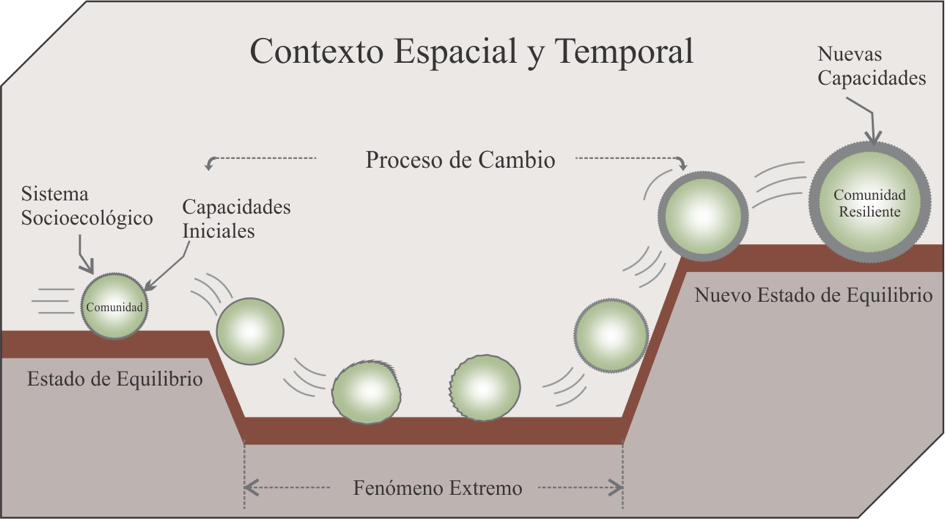 Contexto Espacial y Temporal
Nuevas
Capacidades
Proceso de Cambio
Sistema
Socioecológico
Capacidades
Iniciales
Comunidad
Resiliente
Comunidad
Nuevo Estado de Equilibrio
Estado de Equilibrio
Fenómeno Extremo